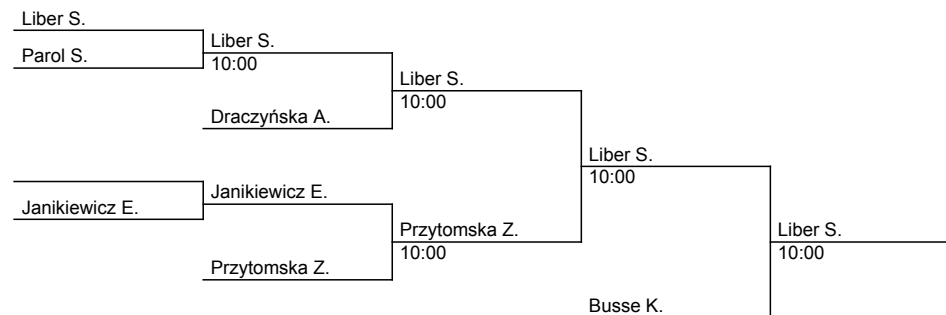 Liber S.
Parol S.
Liber S.
10:00
Draczyńska A.
Liber S.
10:00
Janikiewicz E.
Janikiewicz E.
Przytomska Z.
Przytomska Z.
10:00
Liber S.
10:00
Busse K.
Liber S.
10:00